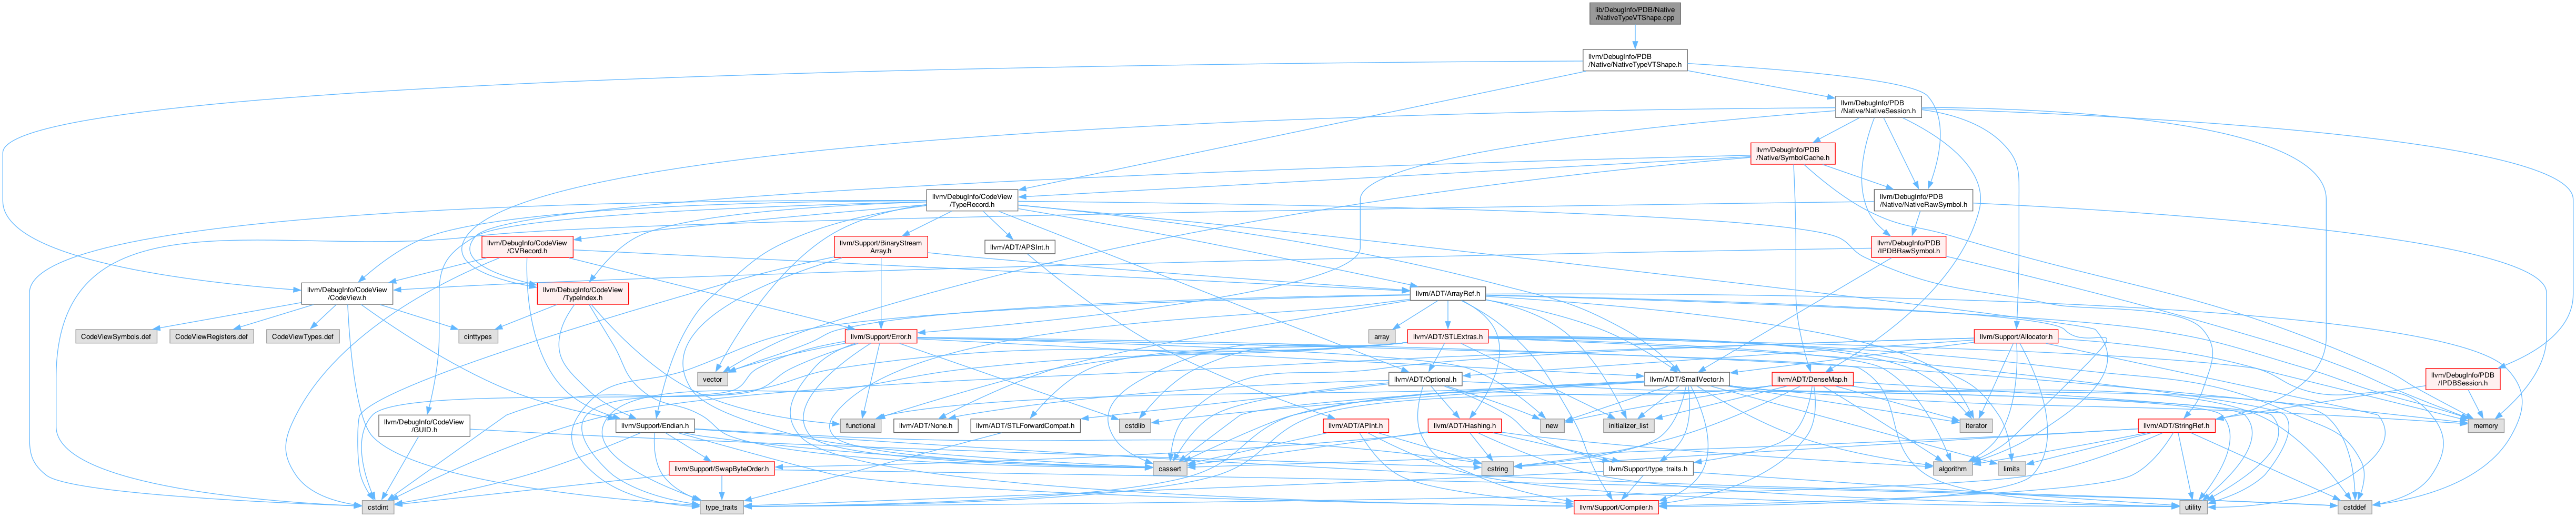 lib/DebugInfo/PDB/Native
/NativeTypeVTShape.cpp
llvm/DebugInfo/PDB
/Native/NativeTypeVTShape.h
llvm/DebugInfo/PDB
/Native/NativeSession.h
llvm/DebugInfo/PDB
/Native/SymbolCache.h
llvm/DebugInfo/CodeView
/TypeRecord.h
llvm/DebugInfo/PDB
/Native/NativeRawSymbol.h
llvm/DebugInfo/CodeView
/CVRecord.h
llvm/Support/BinaryStream
Array.h
llvm/ADT/APSInt.h
llvm/DebugInfo/PDB
/IPDBRawSymbol.h
llvm/DebugInfo/CodeView
/CodeView.h
llvm/DebugInfo/CodeView
/TypeIndex.h
llvm/ADT/ArrayRef.h
CodeViewSymbols.def
CodeViewRegisters.def
CodeViewTypes.def
cinttypes
llvm/Support/Error.h
array
llvm/ADT/STLExtras.h
llvm/Support/Allocator.h
vector
llvm/ADT/Optional.h
llvm/ADT/SmallVector.h
llvm/ADT/DenseMap.h
llvm/DebugInfo/PDB
/IPDBSession.h
llvm/DebugInfo/CodeView
/GUID.h
llvm/Support/Endian.h
functional
llvm/ADT/None.h
llvm/ADT/STLForwardCompat.h
cstdlib
llvm/ADT/APInt.h
llvm/ADT/Hashing.h
new
initializer_list
iterator
llvm/ADT/StringRef.h
memory
llvm/Support/SwapByteOrder.h
cassert
cstring
llvm/Support/type_traits.h
algorithm
limits
cstdint
type_traits
llvm/Support/Compiler.h
utility
cstddef